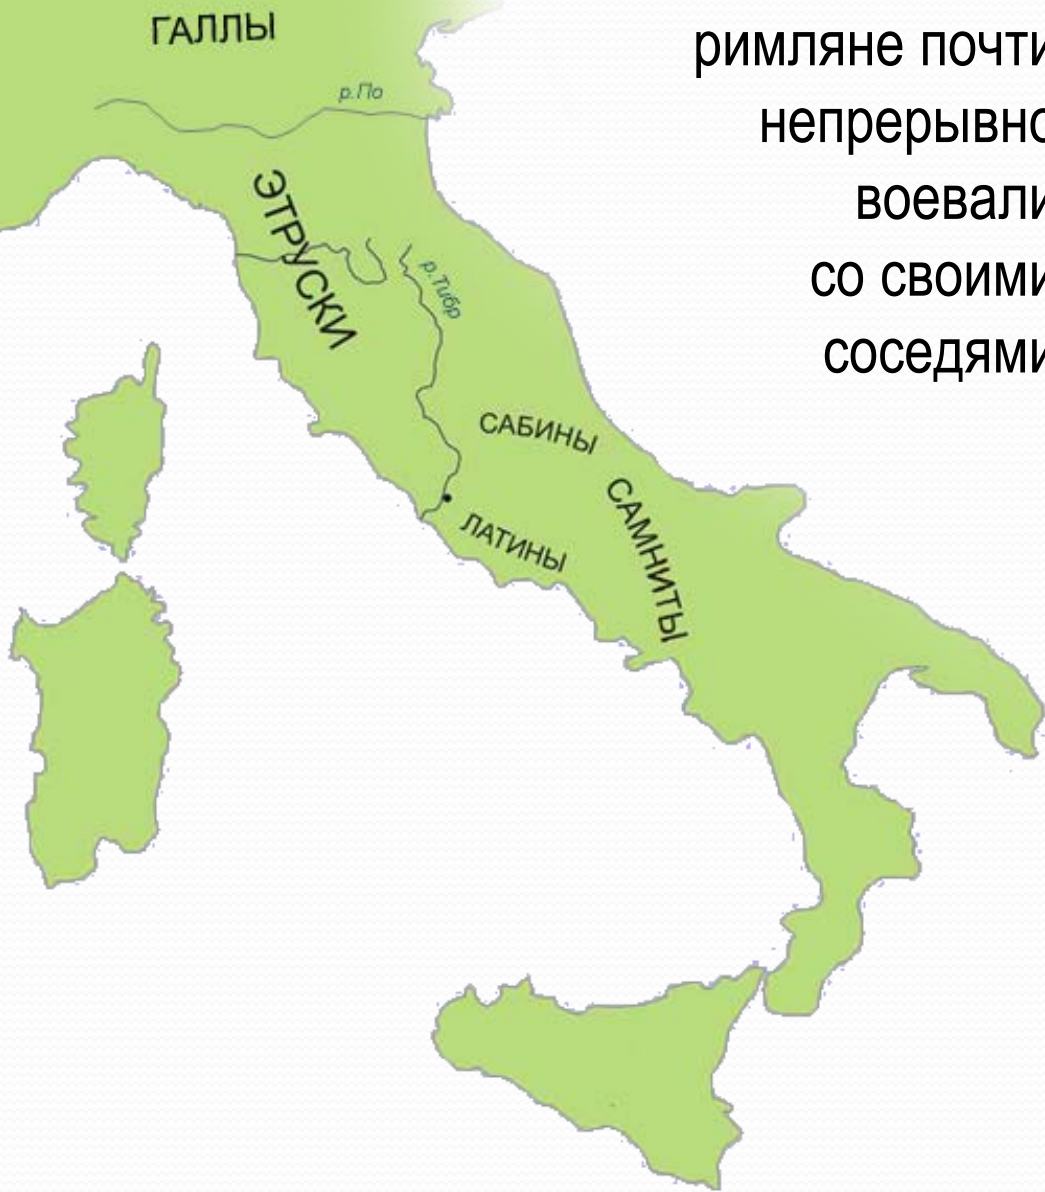 ГАЛЛЫ
римляне почти
непрерывно
воевали
со своими
соседями
р.По
ЭТРУСКИ
р.Тибр
САБИНЫ
САМНИТЫ
ЛАТИНЫ